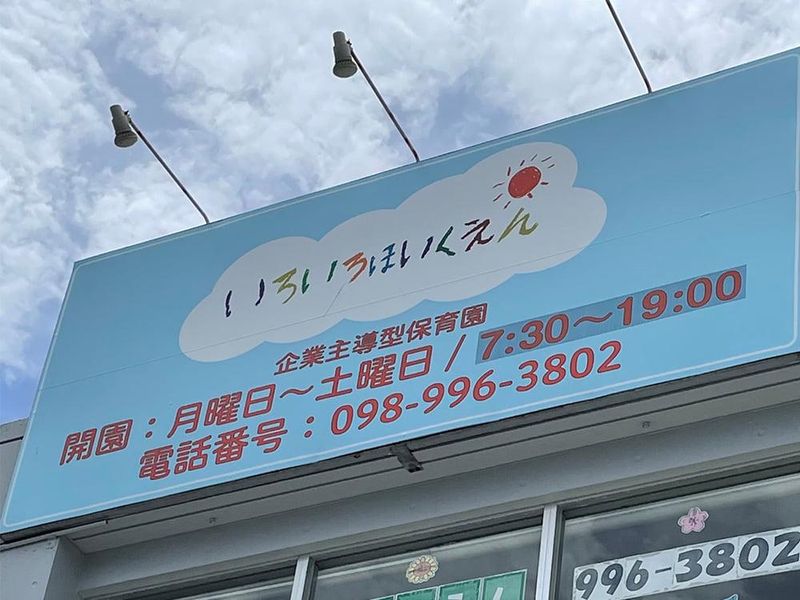 いろいろほいくえん
企業主導型保育園
開園：月曜日～土曜日 / 7:30～19:00
電話番号：098-996-3802
996-3802